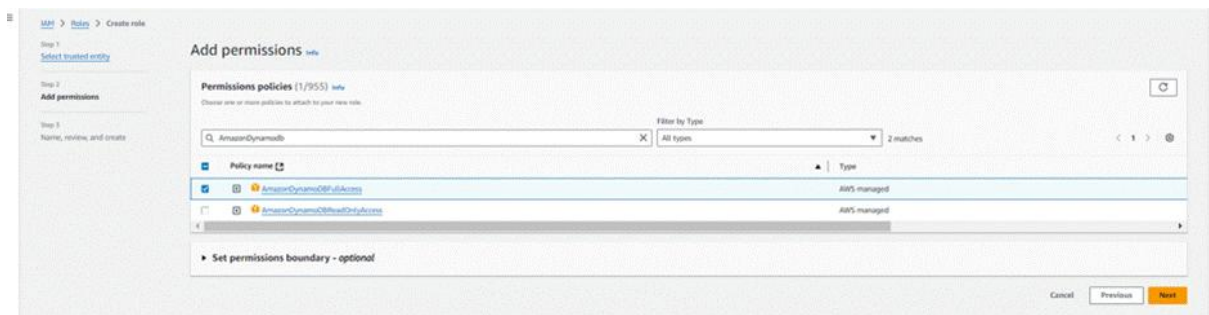 IAM > Roles > Create role
Step 1
Select trusted entity
Step 2
Add permissions
Step 3
Name, review, and create
Add permissions Info
Permissions policies (1/955) Info
Choose one or more policies to attach to your new role.
Filter by Type
AmazonDynamodb
All types
2 matches
1
Policy name
Type
AmazonDynamoDBFullAccess
AWS managed
AmazonDynamoDBReadOnlyAccess
AWS managed
Set permissions boundary - optional
Cancel
Previous
Next